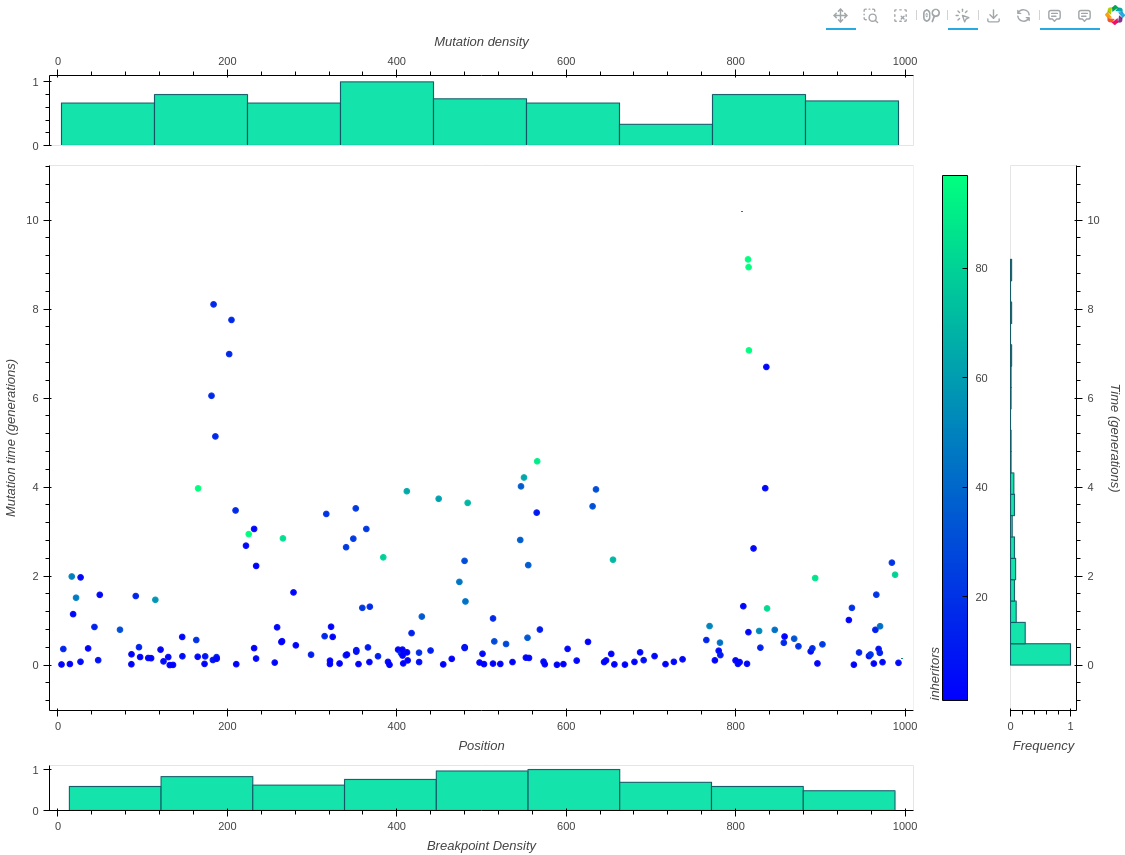 Mutation density
0 200 400 600 800 1000
1
0
Mutation time (generations)
10
8
6
4
2
0
0 200 400 600 800 1000
Position
inheritors
80
60
40
20
10
8
6
4
2
0
Time (generations)
0 1
Frequency
1
0
0 200 400 600 800 1000
Breakpoint Density